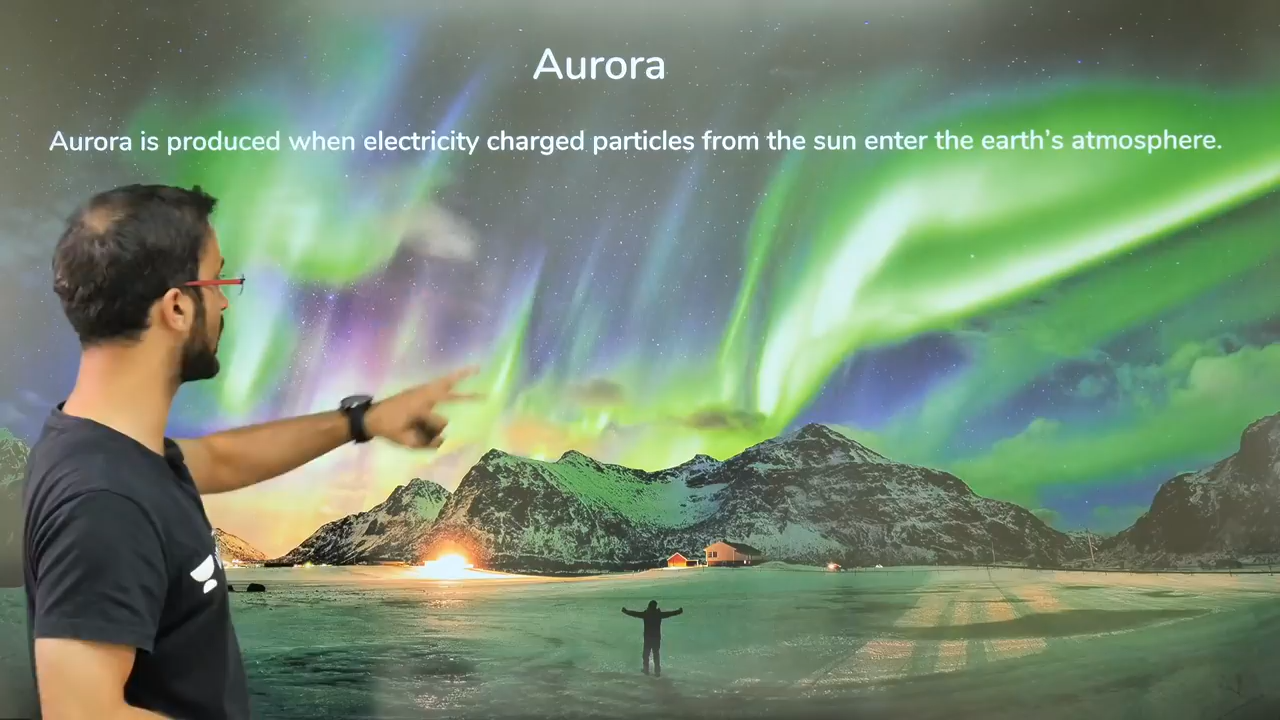 Aurora
Aurora is produced when electricity charged particles from the sun enter the earth's atmosphere.